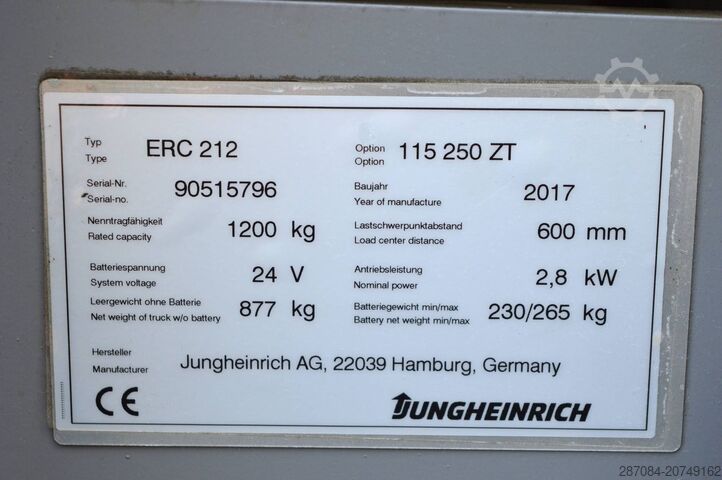 Typ ERC 212 Option 115 250 ZT
Type Option
Serial-Nr. 90515796 Baujahr 2017
Serial-no. Year of manufacture
Nenntragfähigkeit 1200 kg Lastschwerpunktabstand 600 mm
Rated capacity Load center distance
Batteriespannung 24 V Antriebsleistung 2,8 kW
System voltage Nominal power
Leergewicht ohne Batterie 877 kg Batteriegewicht min/max 230/265 kg
Net weight of truck w/o battery Battery net weight min/max
Hersteller Jungheinrich AG, 22039 Hamburg, Germany
Manufacturer
CE JUNGHEINRICH
287084-20749162